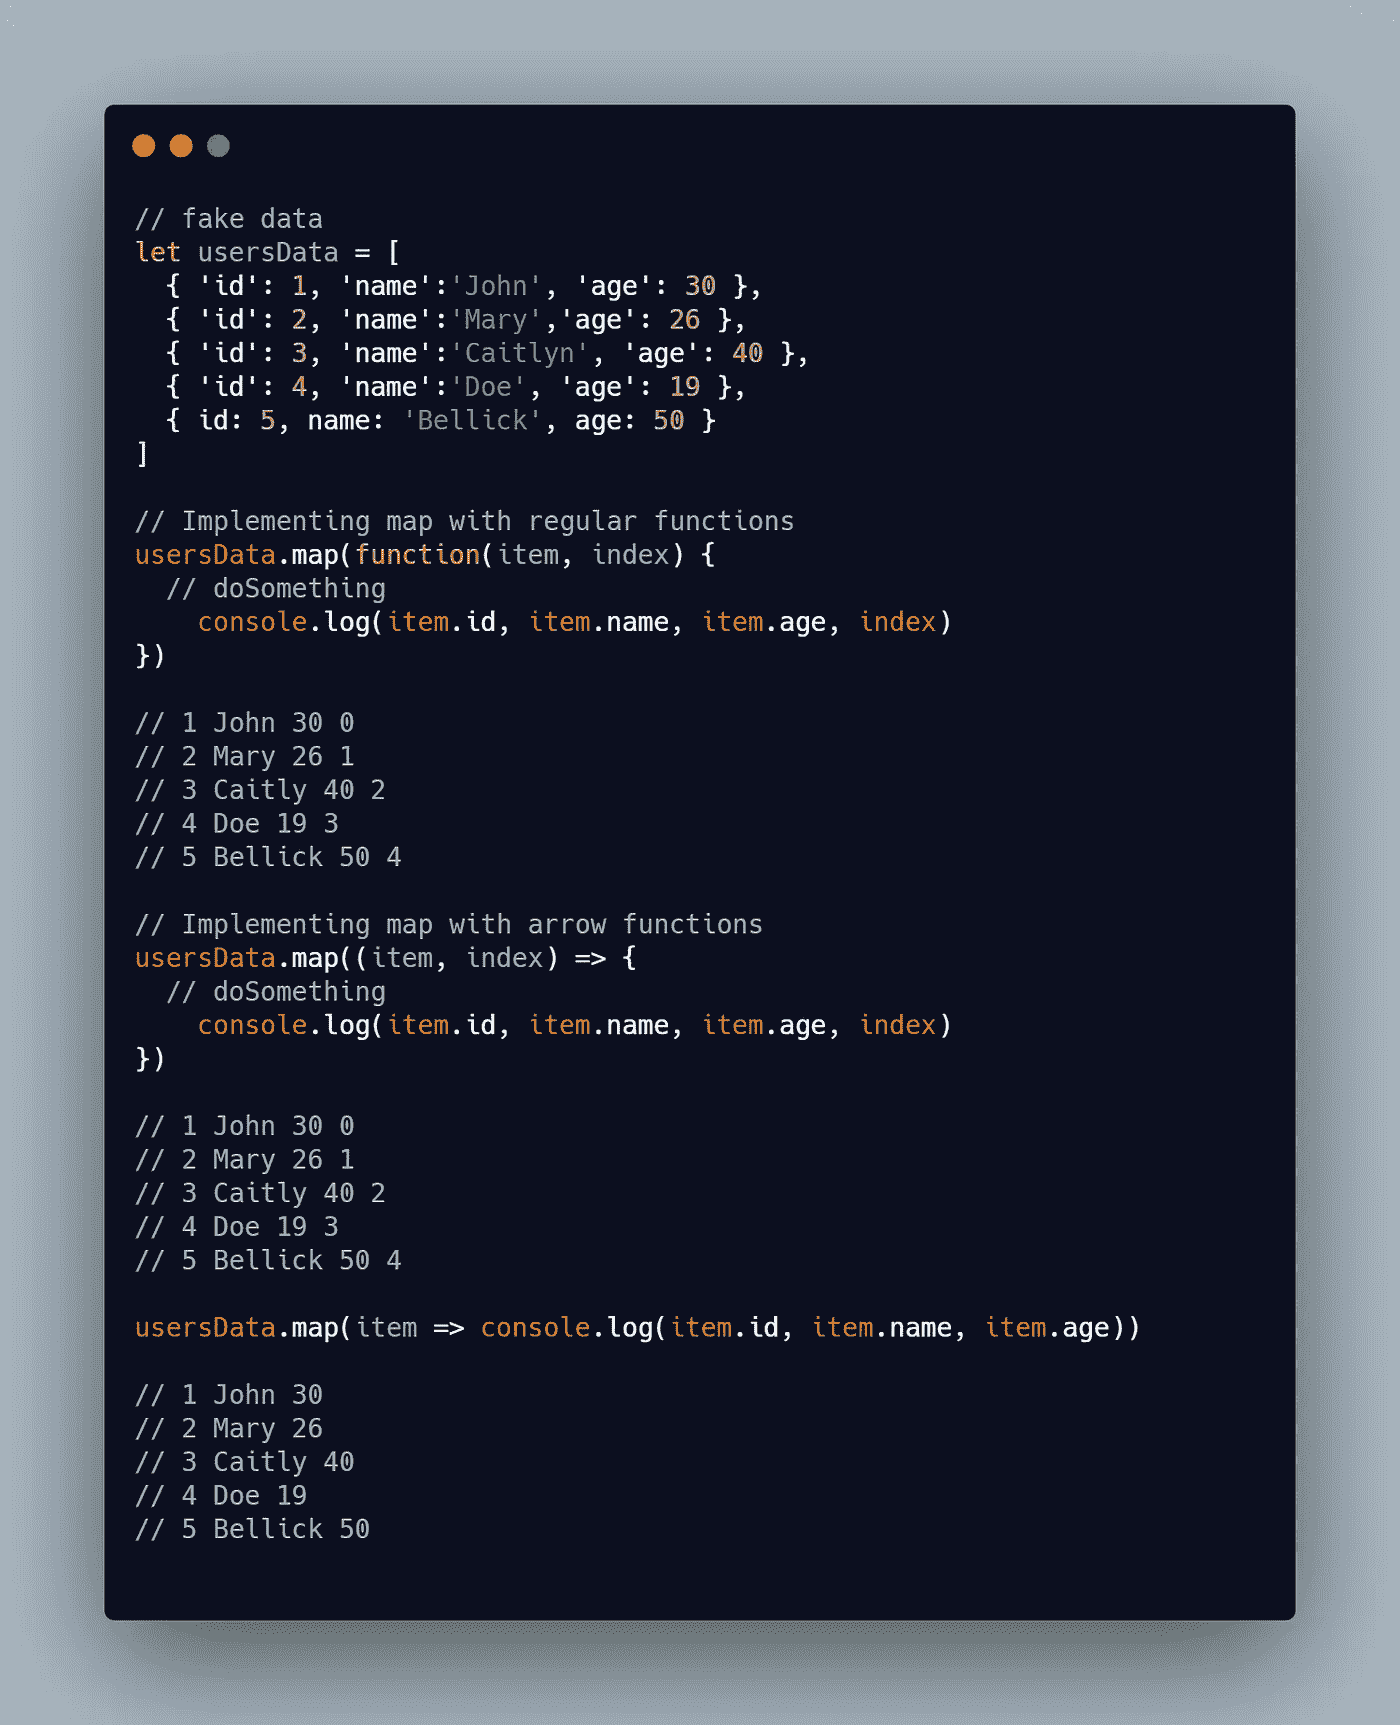 // fake data
let usersData = [
  { 'id': 1, 'name':'John', 'age': 30 },
  { 'id': 2, 'name':'Mary','age': 26 },
  { 'id': 3, 'name':'Caitlyn', 'age': 40 },
  { 'id': 4, 'name':'Doe', 'age': 19 },
  { id: 5, name: 'Bellick', age: 50 }
]
// Implementing map with regular functions
usersData.map(function(item, index) {
  // doSomething
    console.log(item.id, item.name, item.age, index)
})
// 1 John 30 0
// 2 Mary 26 1
// 3 Caitly 40 2
// 4 Doe 19 3
// 5 Bellick 50 4
// Implementing map with arrow functions
usersData.map((item, index) => {
  // doSomething
    console.log(item.id, item.name, item.age, index)
})
// 1 John 30 0
// 2 Mary 26 1
// 3 Caitly 40 2
// 4 Doe 19 3
// 5 Bellick 50 4
usersData.map(item => console.log(item.id, item.name, item.age))
// 1 John 30
// 2 Mary 26
// 3 Caitly 40
// 4 Doe 19
// 5 Bellick 50